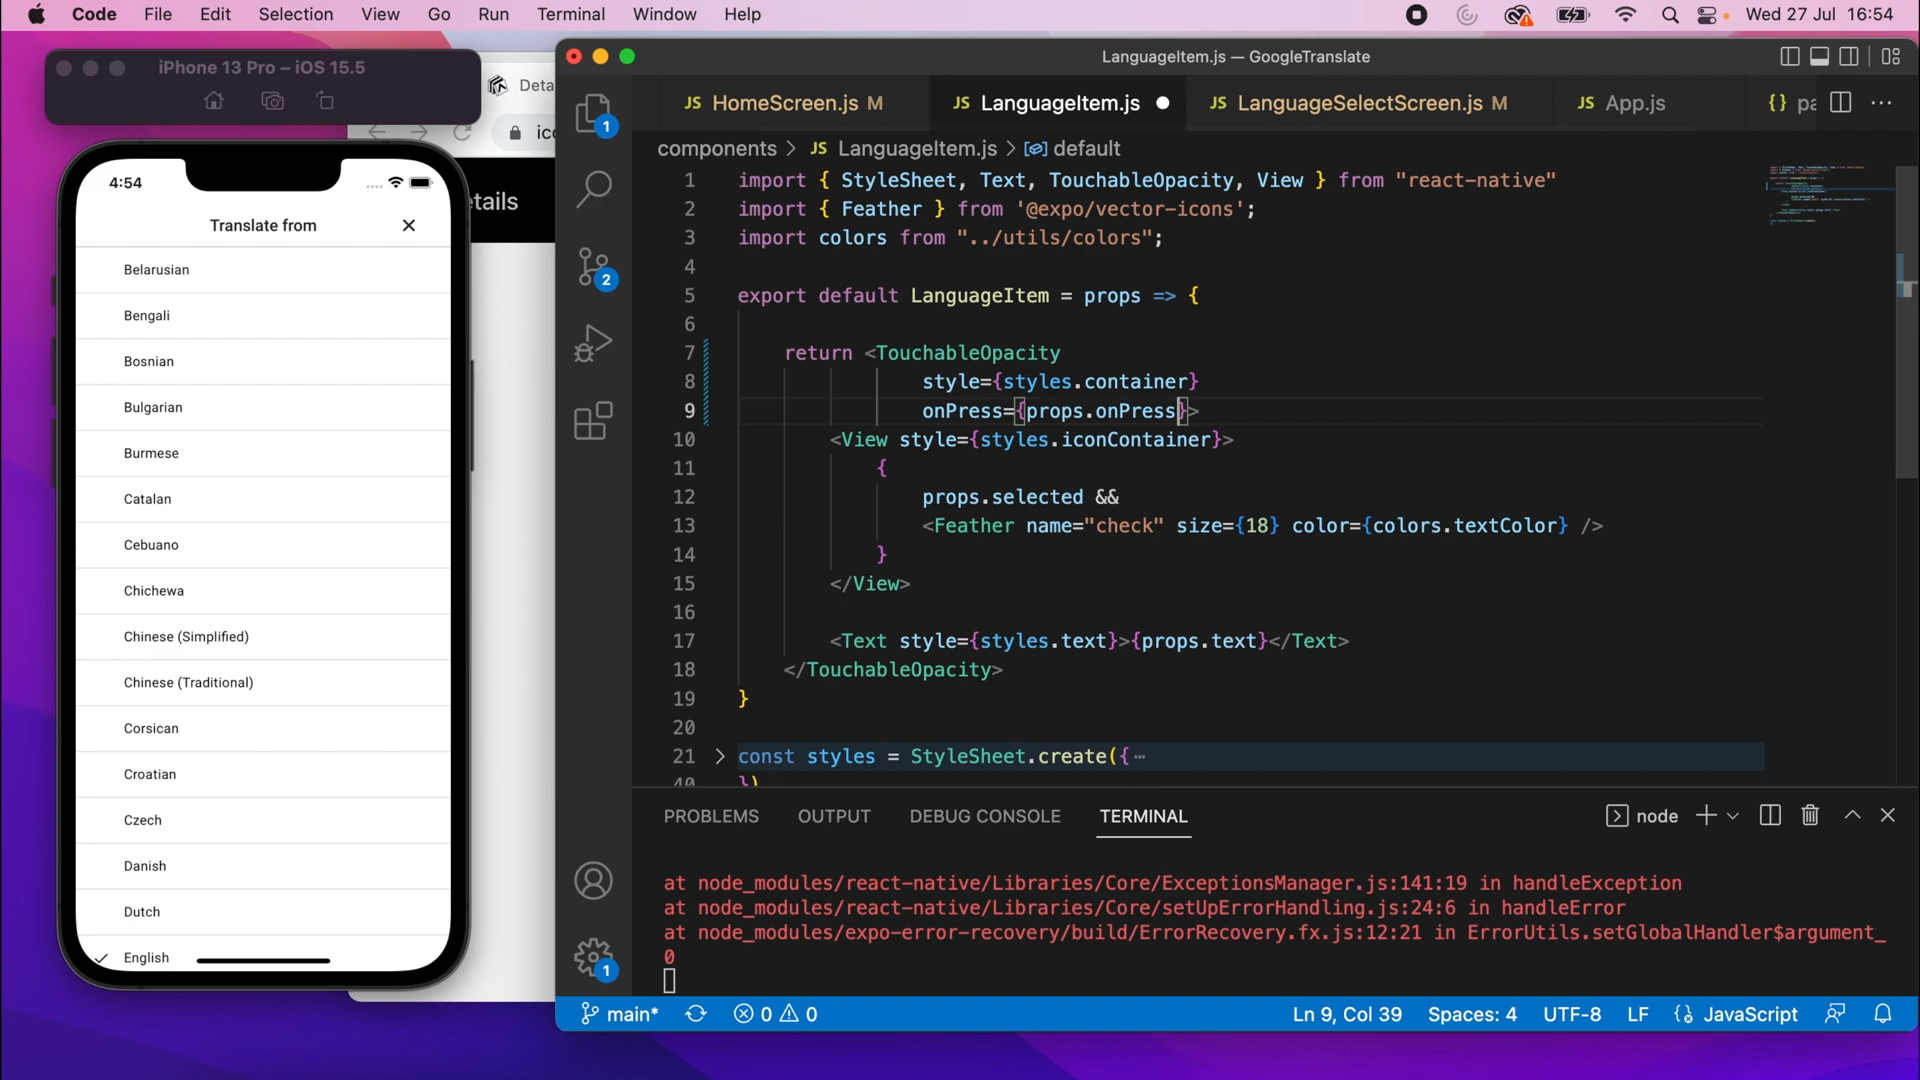 Code File Edit Selection View Go Run Terminal Window Help
Wed 27 Jul 16:54
iPhone 13 Pro – iOS 15.5
4:54
Translate from
Belarusian
Bengali
Bosnian
Bulgarian
Burmese
Catalan
Cebuano
Chichewa
Chinese (Simplified)
Chinese (Traditional)
Corsican
Croatian
Czech
Danish
Dutch
English
Deta
ico
etails
LanguageItem.js — GoogleTranslate
JS HomeScreen.js M
JS LanguageItem.js
JS LanguageSelectScreen.js M
JS App.js
{} pa
components > JS LanguageItem.js > default
1 import { StyleSheet, Text, TouchableOpacity, View } from "react-native"
2 import { Feather } from '@expo/vector-icons';
3 import colors from "../utils/colors";
4
5 export default LanguageItem = props => {
6
7 return <TouchableOpacity
8 style={styles.container}
9 onPress={props.onPress}>
10 <View style={styles.iconContainer}>
11 {
12 props.selected &&
13 <Feather name="check" size={18} color={colors.textColor} />
14 }
15 </View>
16
17 <Text style={styles.text}>{props.text}</Text>
18 </TouchableOpacity>
19 }
20
21 const styles = StyleSheet.create({⋯
40 })
1
2
1
PROBLEMS OUTPUT DEBUG CONSOLE TERMINAL
node
at node_modules/react-native/Libraries/Core/ExceptionsManager.js:141:19 in handleException
at node_modules/react-native/Libraries/Core/setUpErrorHandling.js:24:6 in handleError
at node_modules/expo-error-recovery/build/ErrorRecovery.fx.js:12:21 in ErrorUtils.setGlobalHandler$argument_
0
main* 0 0 Ln 9, Col 39 Spaces: 4 UTF-8 LF JavaScript